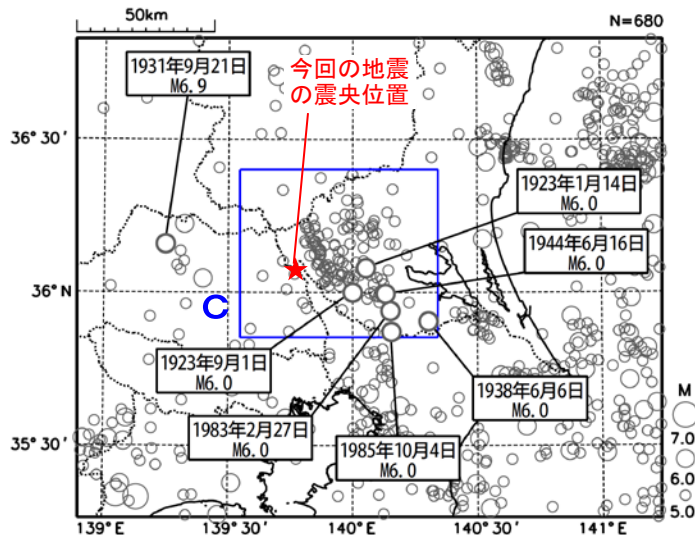 50km
N=680
1931年9月21日
M6.9
今回の地震
の震央位置
36°30′
1923年1月14日
M6.0
1944年6月16日
M6.0
36°N
C
1923年9月1日
M6.0
1938年6月6日
M6.0
1983年2月27日
M6.0
1985年10月4日
M6.0
35°30′
M
7.0
6.0
5.0
139°E
139°30′
140°E
140°30′
141°E